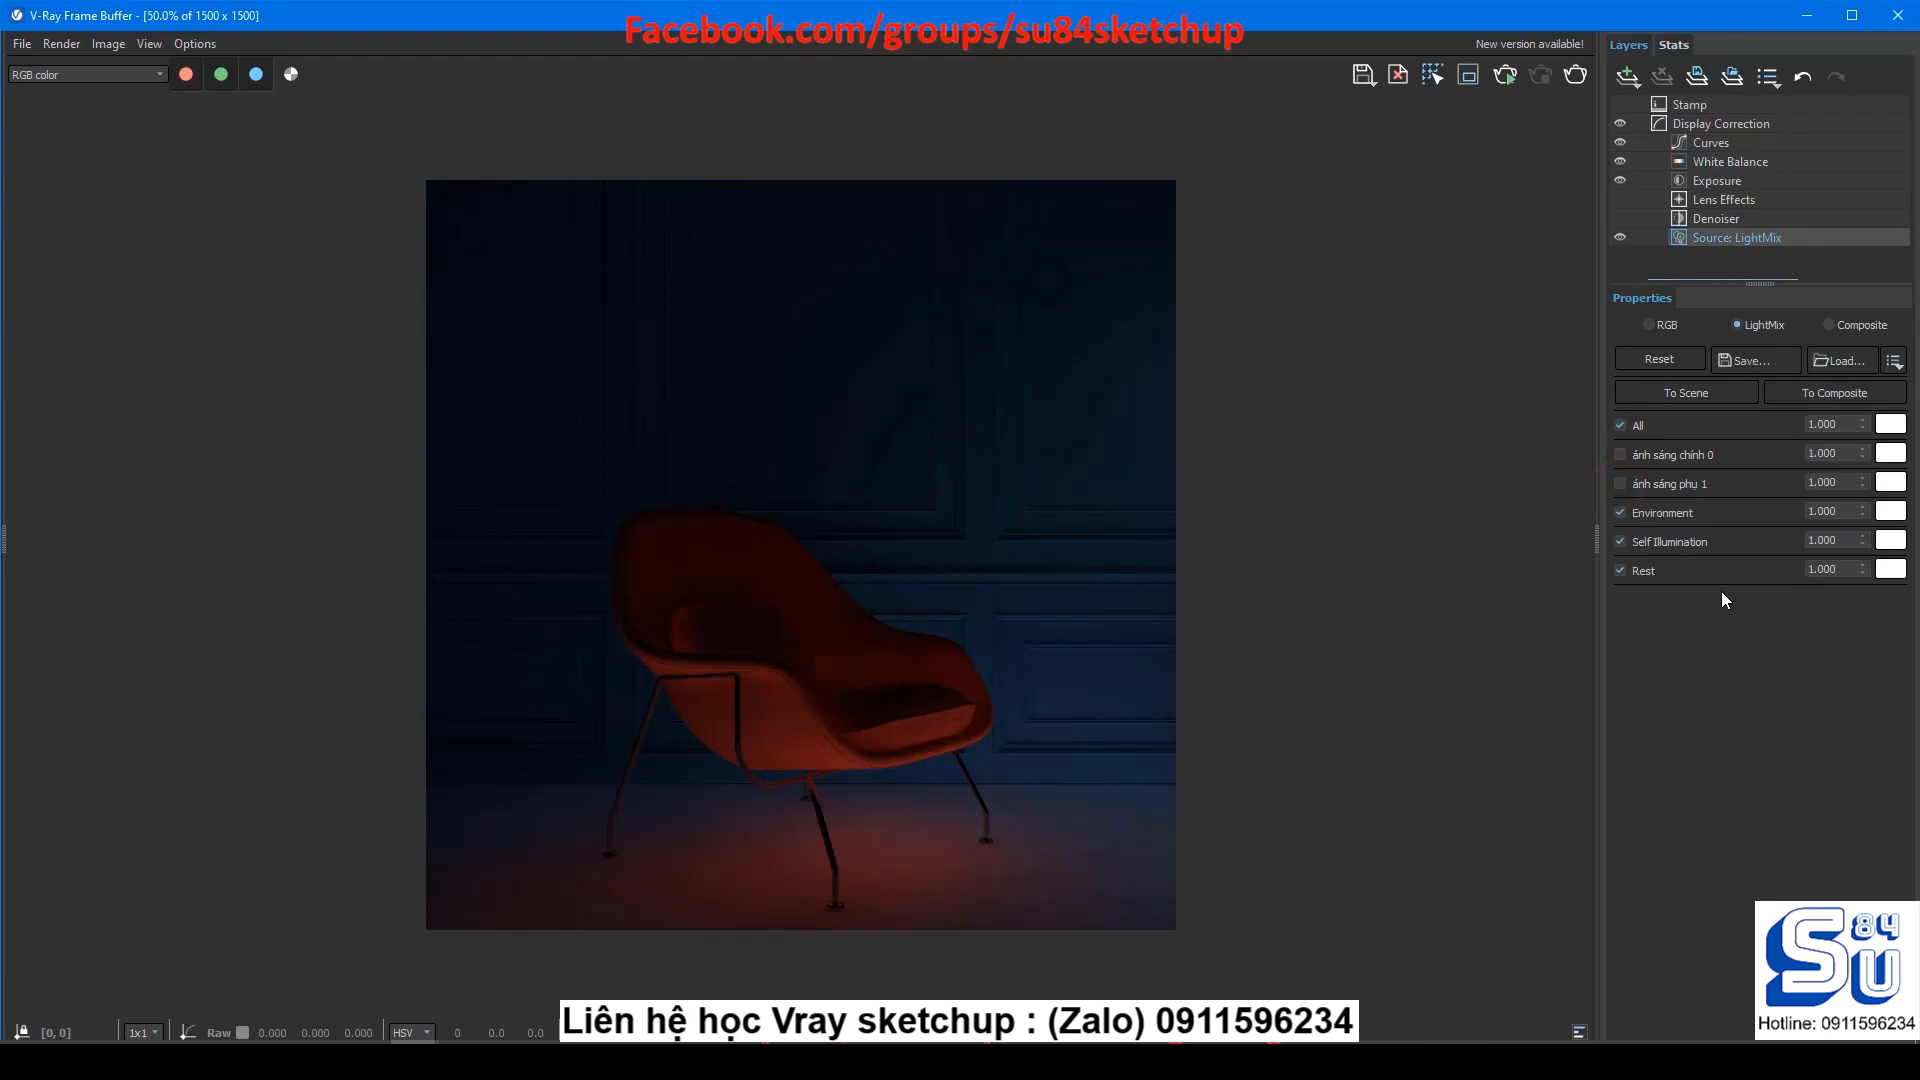 V-Ray Frame Buffer - [50.0% of 1500 x 1500]
Facebook.com/groups/su84sketchup
File Render Image View Options
New version available!
Layers Stats
RGB color
Stamp
Display Correction
Curves
White Balance
Exposure
Lens Effects
Denoiser
Source: LightMix
Properties
RGB LightMix Composite
Reset Save... Load...
To Scene To Composite
All 1.000
ánh sáng chính 0 1.000
ánh sáng phụ 1 1.000
Environment 1.000
Self Illumination 1.000
Rest 1.000
84
SU
Hotline: 0911596234
Liên hệ học Vray sketchup : (Zalo) 0911596234
[0, 0] 1x1 Raw 0.000 0.000 0.000 HSV 0 0.0 0.0